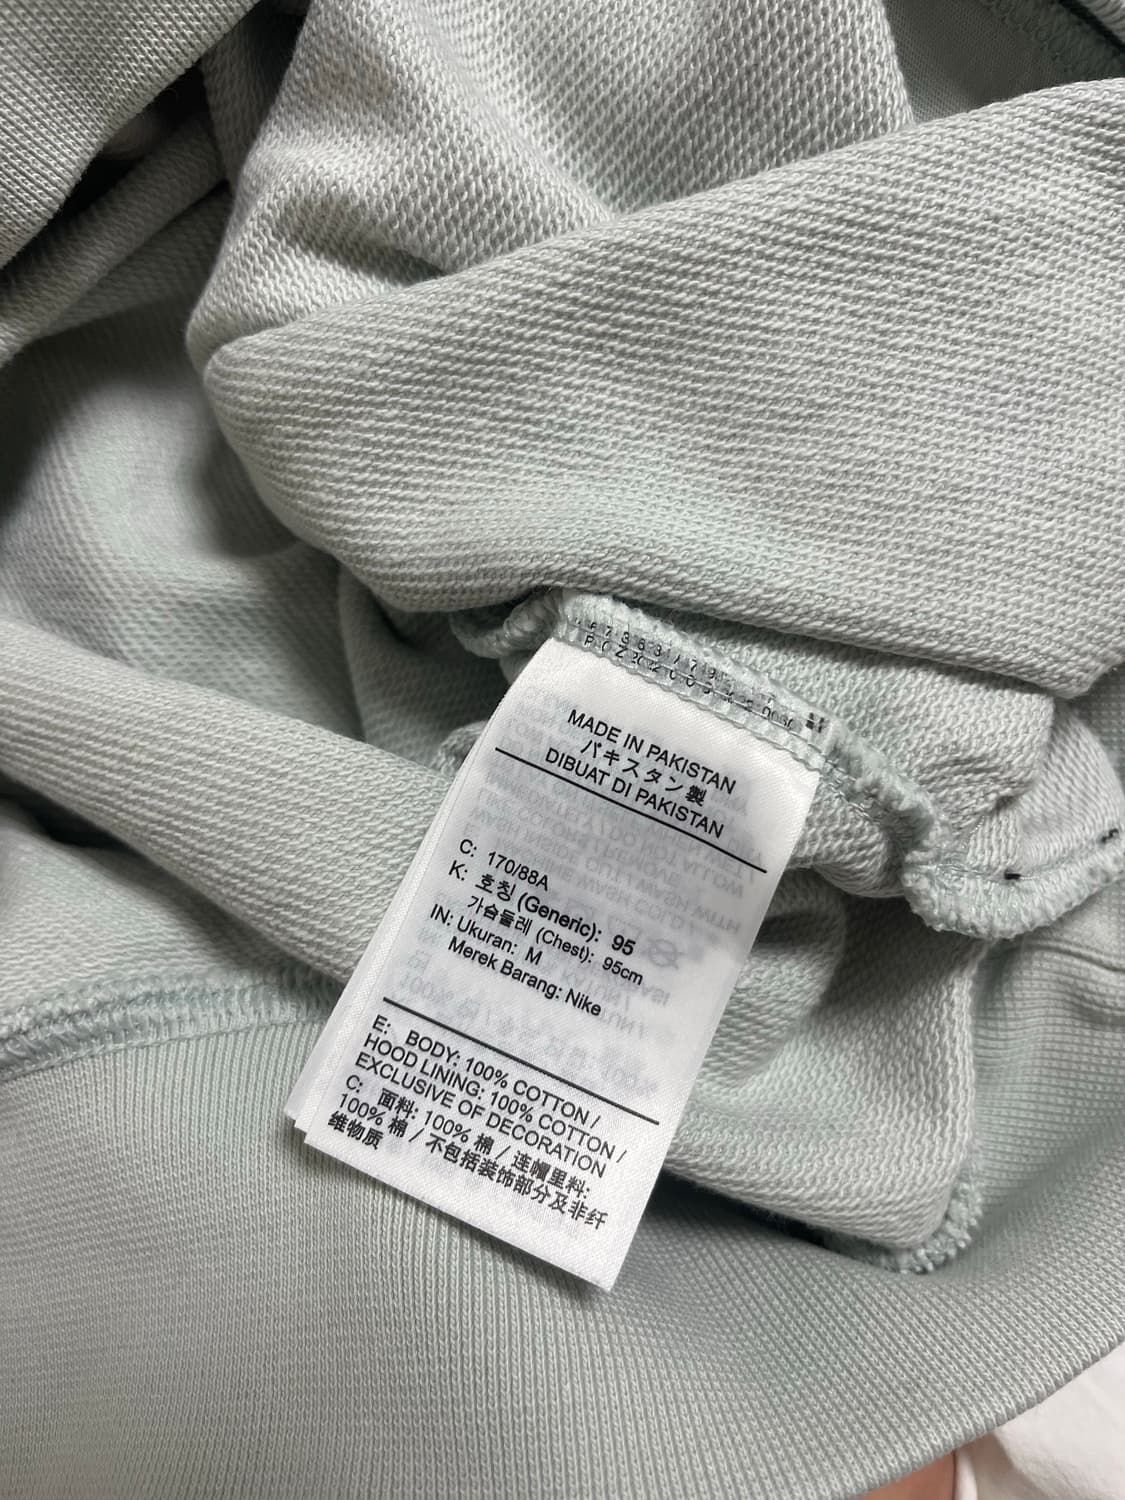 MADE IN PAKISTAN
パキスタン製
DIBUAT DI PAKISTAN
C: 170/88A
K: 호칭 (Generic): 95
가슴둘레 (Chest): 95cm
IN: Ukuran: M
Merek Barang: Nike
E: BODY: 100% COTTON /
HOOD LINING: 100% COTTON /
EXCLUSIVE OF DECORATION
C: 面料: 100% 棉 / 连帽里料:
100% 棉 / 不包括装饰部分及非纤
维物质